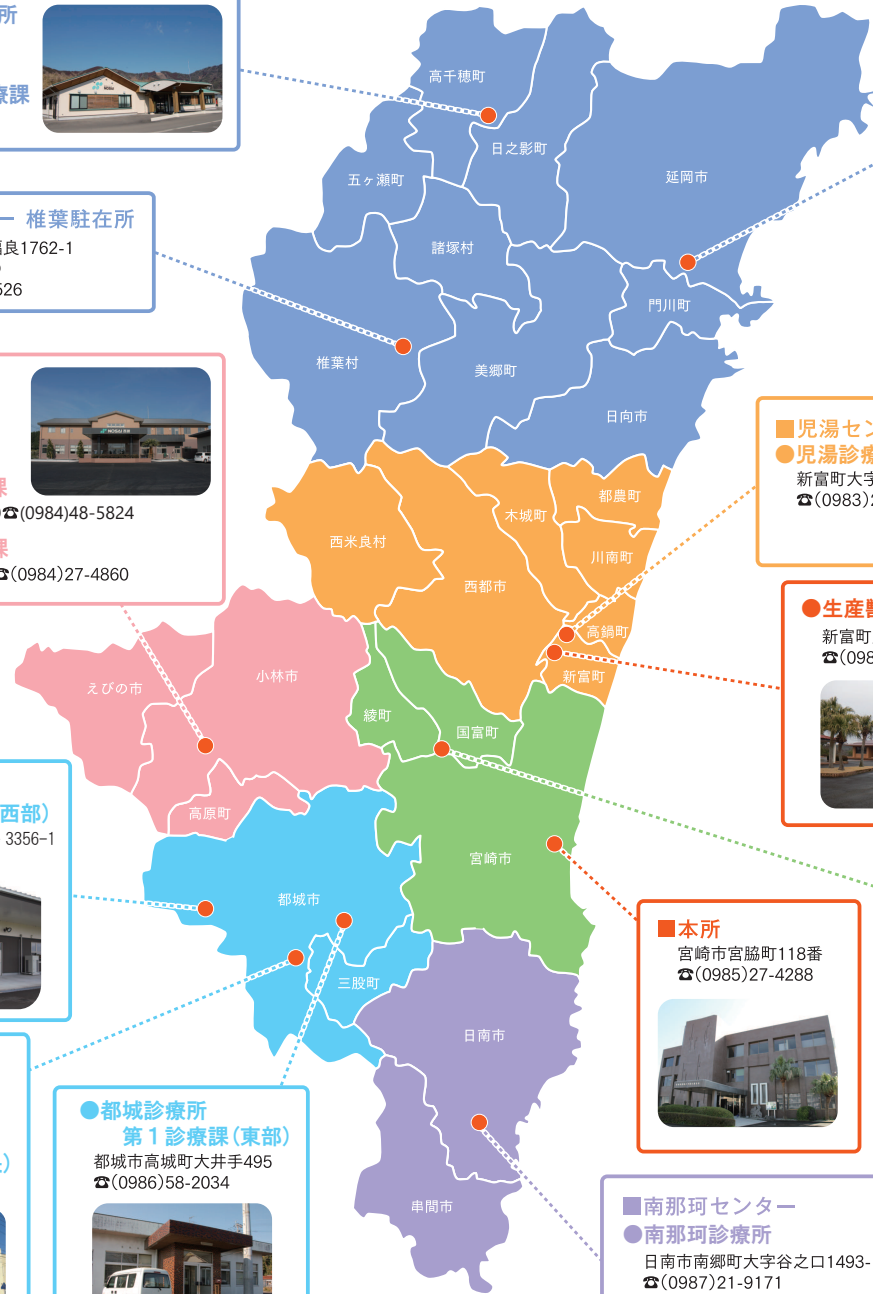 所
療課
椎葉駐在所
良1762-1
526
課
☎(0984)48-5824
課
☎(0984)27-4860
西部）
3356−1
●都城診療所
第１診療課（東部）
都城市高城町大井手495
☎(0986)58-2034
高千穂町
日之影町
五ヶ瀬町
延岡市
諸塚村
門川町
椎葉村
美郷町
日向市
都農町
木城町
西米良村
川南町
西都市
高鍋町
新富町
小林市
えびの市
綾町
国富町
高原町
宮崎市
都城市
三股町
日南市
串間市
■児湯セン
●児湯診療
新富町大字
☎(0983)2
●生産獣
新富町
☎(098
■本所
宮崎市宮脇町118番
☎(0985)27-4288
■南那珂センター
●南那珂診療所
日南市南郷町大字谷之口1493-
☎(0987)21-9171